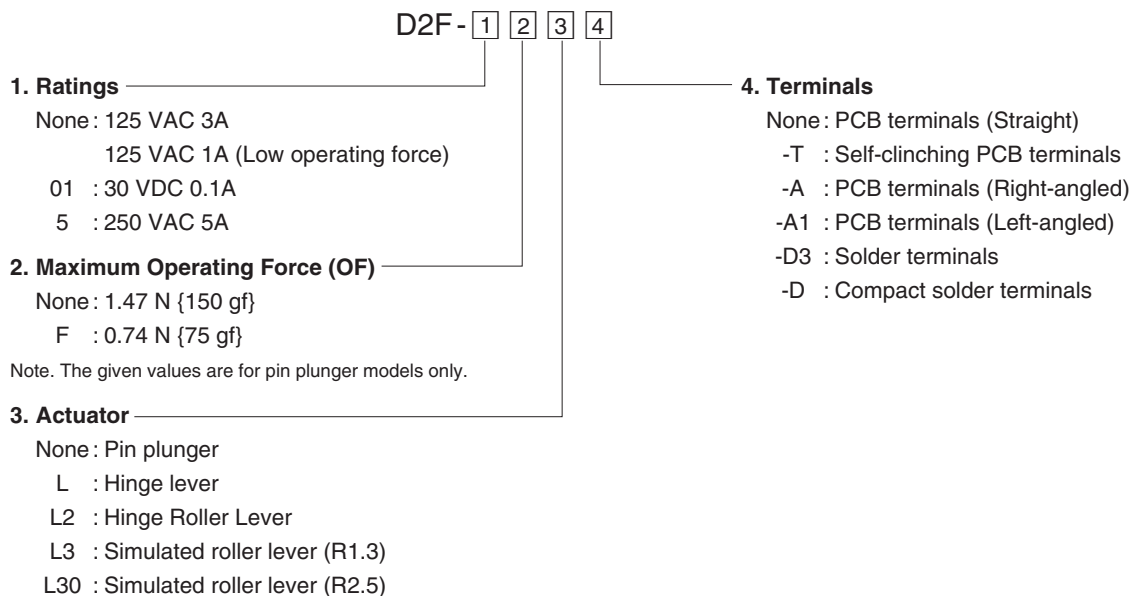 D2F-1 2 3 4
1. Ratings
None : 125 VAC 3A
125 VAC 1A (Low operating force)
01 : 30 VDC 0.1A
5 : 250 VAC 5A
2. Maximum Operating Force (OF)
None : 1.47 N {150 gf}
F : 0.74 N {75 gf}
Note. The given values are for pin plunger models only.
3. Actuator
None : Pin plunger
L : Hinge lever
L2 : Hinge Roller Lever
L3 : Simulated roller lever (R1.3)
L30 : Simulated roller lever (R2.5)
4. Terminals
None : PCB terminals (Straight)
-T : Self-clinching PCB terminals
-A : PCB terminals (Right-angled)
-A1 : PCB terminals (Left-angled)
-D3 : Solder terminals
-D : Compact solder terminals